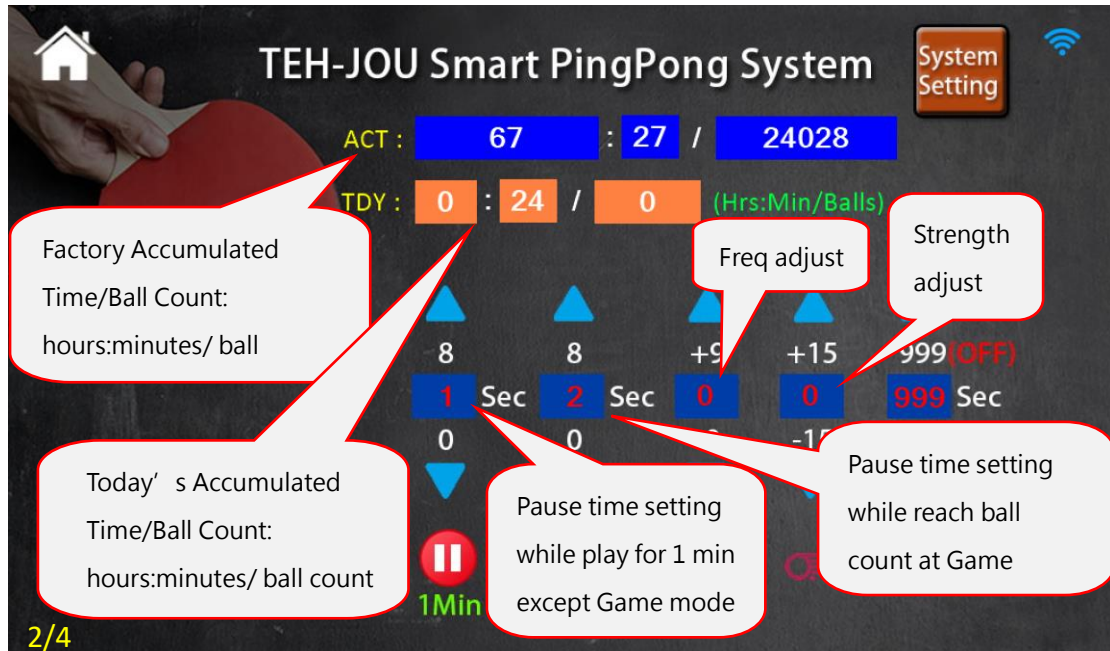 TEH-JOU Smart PingPong System
System
Setting
ACT : 67 : 27 / 24028
TDY : 0 : 24 / 0 (Hrs:Min/Balls)
Factory Accumulated
Time/Ball Count:
hours:minutes/ ball
Freq adjust
Strength
adjust
8 8 +9 +15 999(OFF)
1 Sec 2 Sec 0 0 999 Sec
0 0 -15
Today's Accumulated
Time/Ball Count:
hours:minutes/ ball count
Pause time setting
while play for 1 min
except Game mode
Pause time setting
while reach ball
count at Game
1Min
2/4